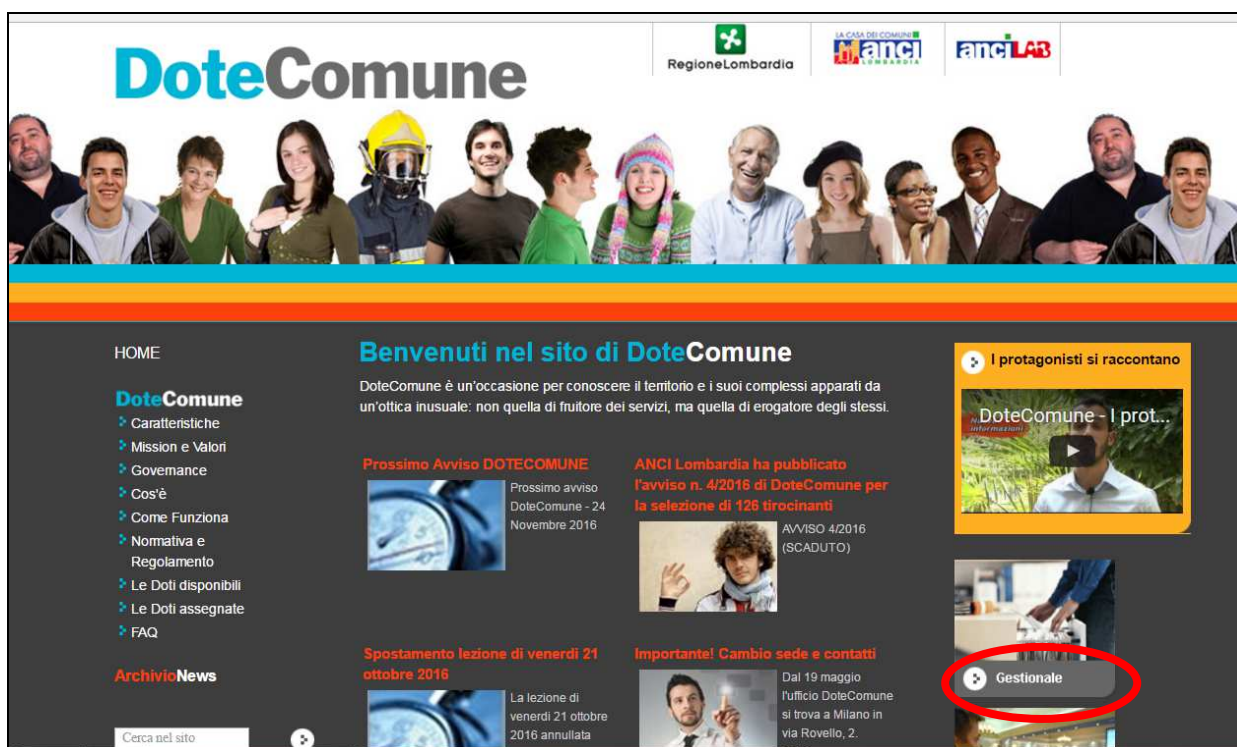 DoteComune
RegioneLombardia
LA CASA DEI COMUNI
anci
LOMBARDIA
anciLAB
HOME
DoteComune
Caratteristiche
Mission e Valori
Governance
Cos'è
Come Funziona
Normativa e
Regolamento
Le Doti disponibili
Le Doti assegnate
FAQ
ArchivioNews
Cerca nel sito
Benvenuti nel sito di DoteComune
DoteComune è un'occasione per conoscere il territorio e i suoi complessi apparati da
un'ottica inusuale: non quella di fruitore dei servizi, ma quella di erogatore degli stessi.
Prossimo Avviso DOTECOMUNE
Prossimo avviso
DoteComune - 24
Novembre 2016
ANCI Lombardia ha pubblicato
l'avviso n. 4/2016 di DoteComune per
la selezione di 126 tirocinanti
AVVISO 4/2016
(SCADUTO)
Spostamento lezione di venerdì 21
ottobre 2016
La lezione di
venerdì 21 ottobre
2016 annullata
Importante! Cambio sede e contatti
Dal 19 maggio
l'ufficio DoteComune
si trova a Milano in
via Rovello, 2.
I protagonisti si raccontano
DoteComune - I prot...
informazioni
Gestionale